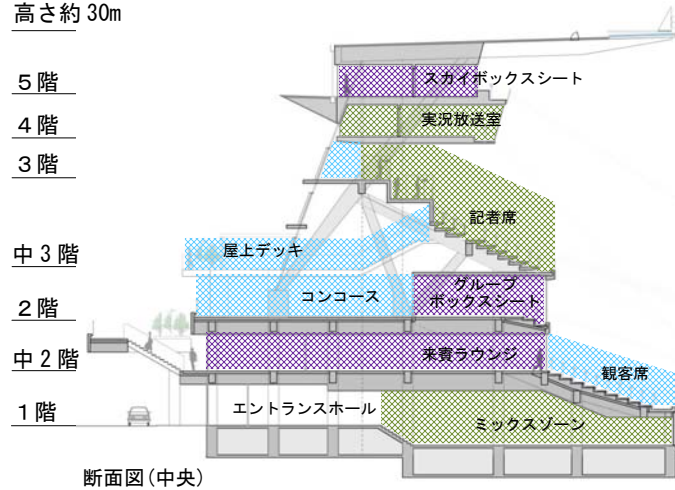 高さ約 30m
スカイボックスシート
5 階
実況放送室
4 階
3 階
記者席
屋上デッキ
中 3 階
グループ
ボックスシート
コンコース
2 階
来賓ラウンジ
中 2 階
観客席
エントランスホール
1 階
ミックスゾーン
断面図(中央)